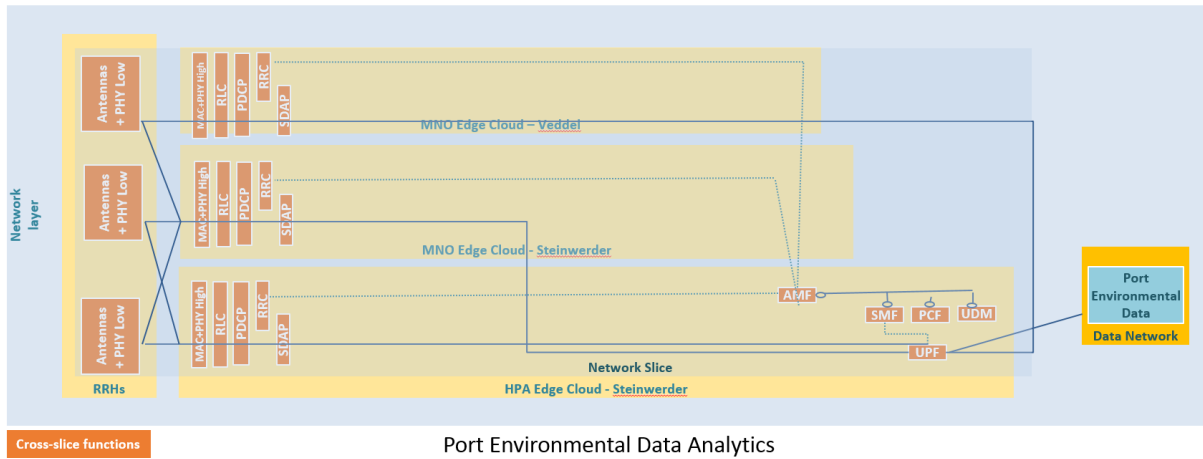 Network
layer
Antennas
+ PHY Low
Antennas
+ PHY Low
Antennas
+ PHY Low
RRHs
MAC+PHY High
RLC
PDCP
RRC
SDAP
MNO Edge Cloud – Veddel
MAC+PHY High
RLC
PDCP
RRC
SDAP
MNO Edge Cloud - Steinwerder
MAC+PHY High
RLC
PDCP
RRC
SDAP
AMF
SMF
PCF
UDM
UPF
Network Slice
HPA Edge Cloud - Steinwerder
Port
Environmental
Data
Data Network
Cross-slice functions
Port Environmental Data Analytics